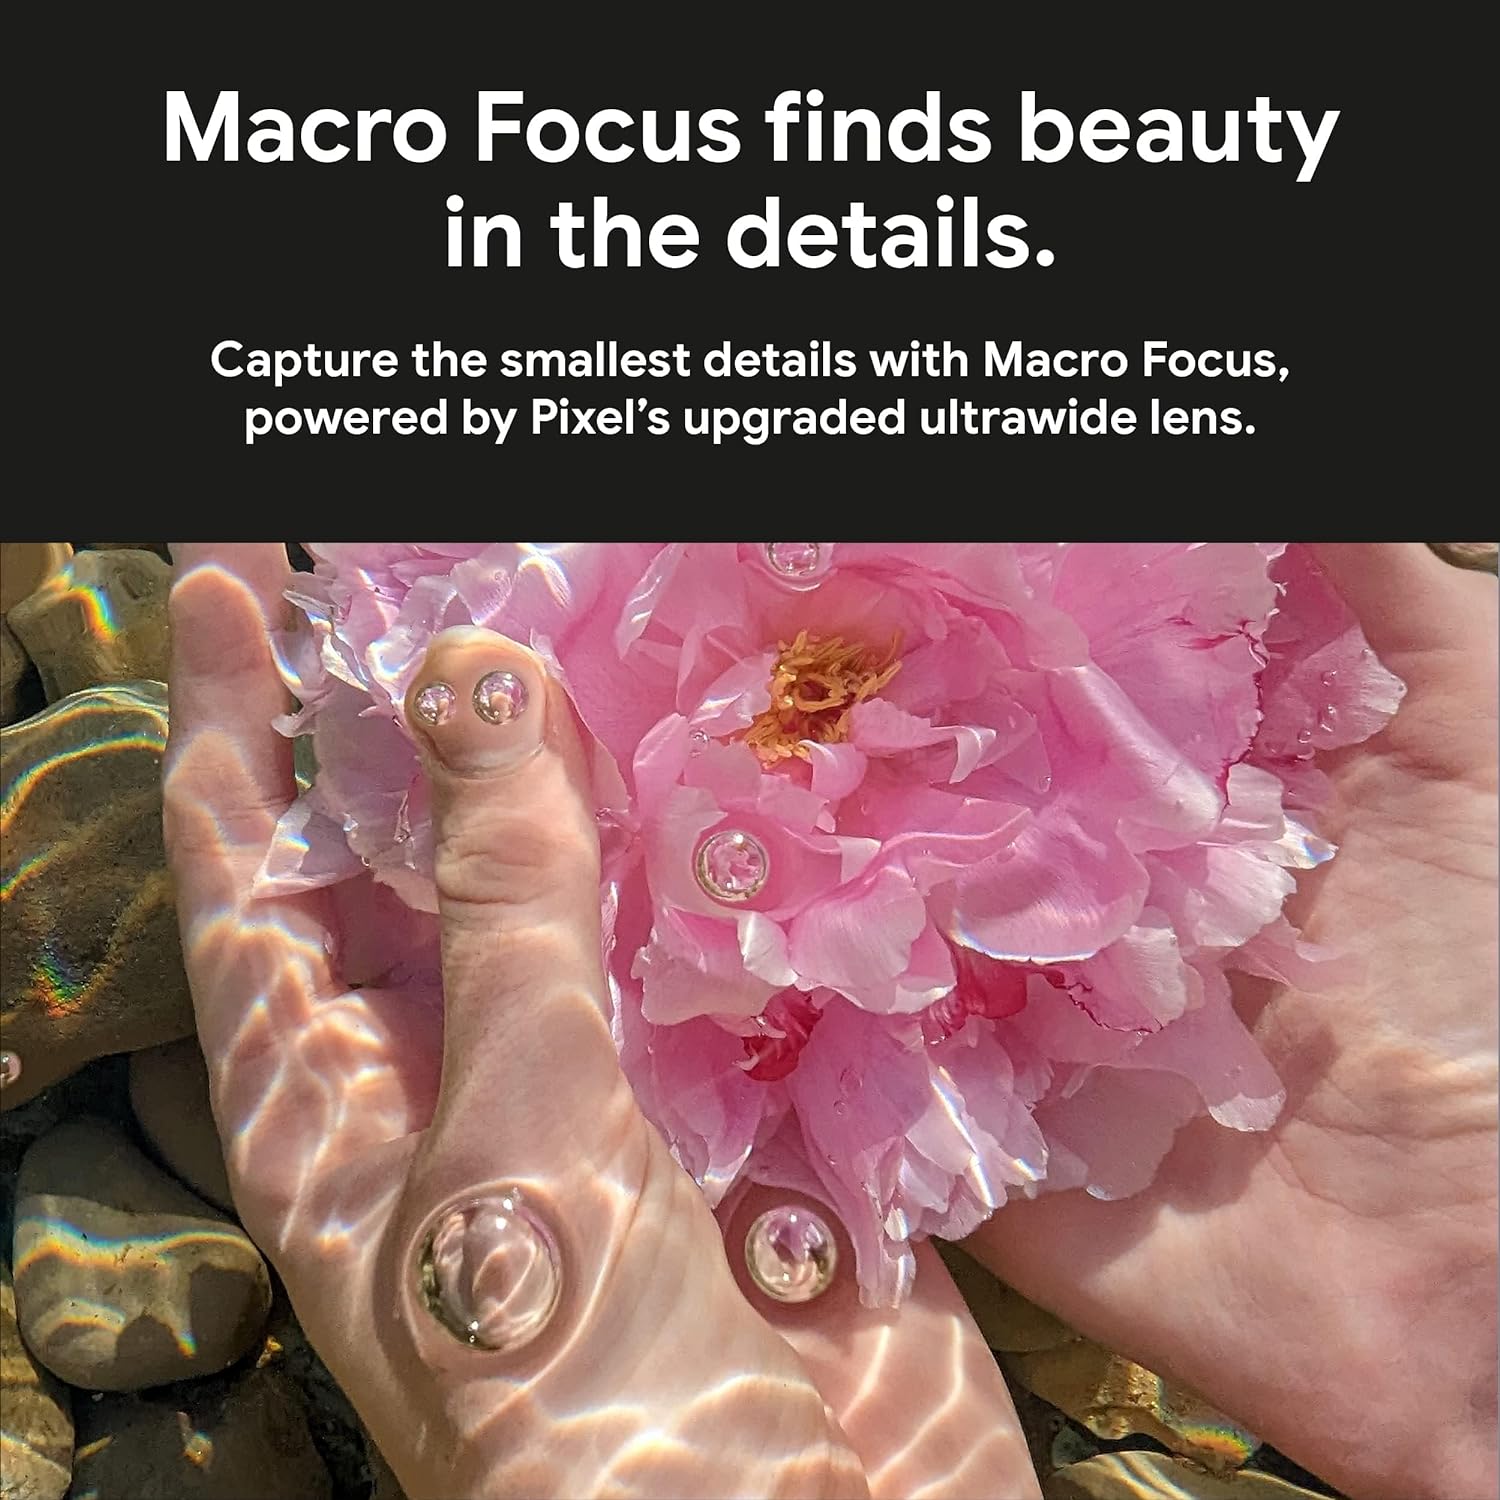 Macro Focus finds beauty
in the details.
Capture the smallest details with Macro Focus,
powered by Pixel’s upgraded ultrawide lens.